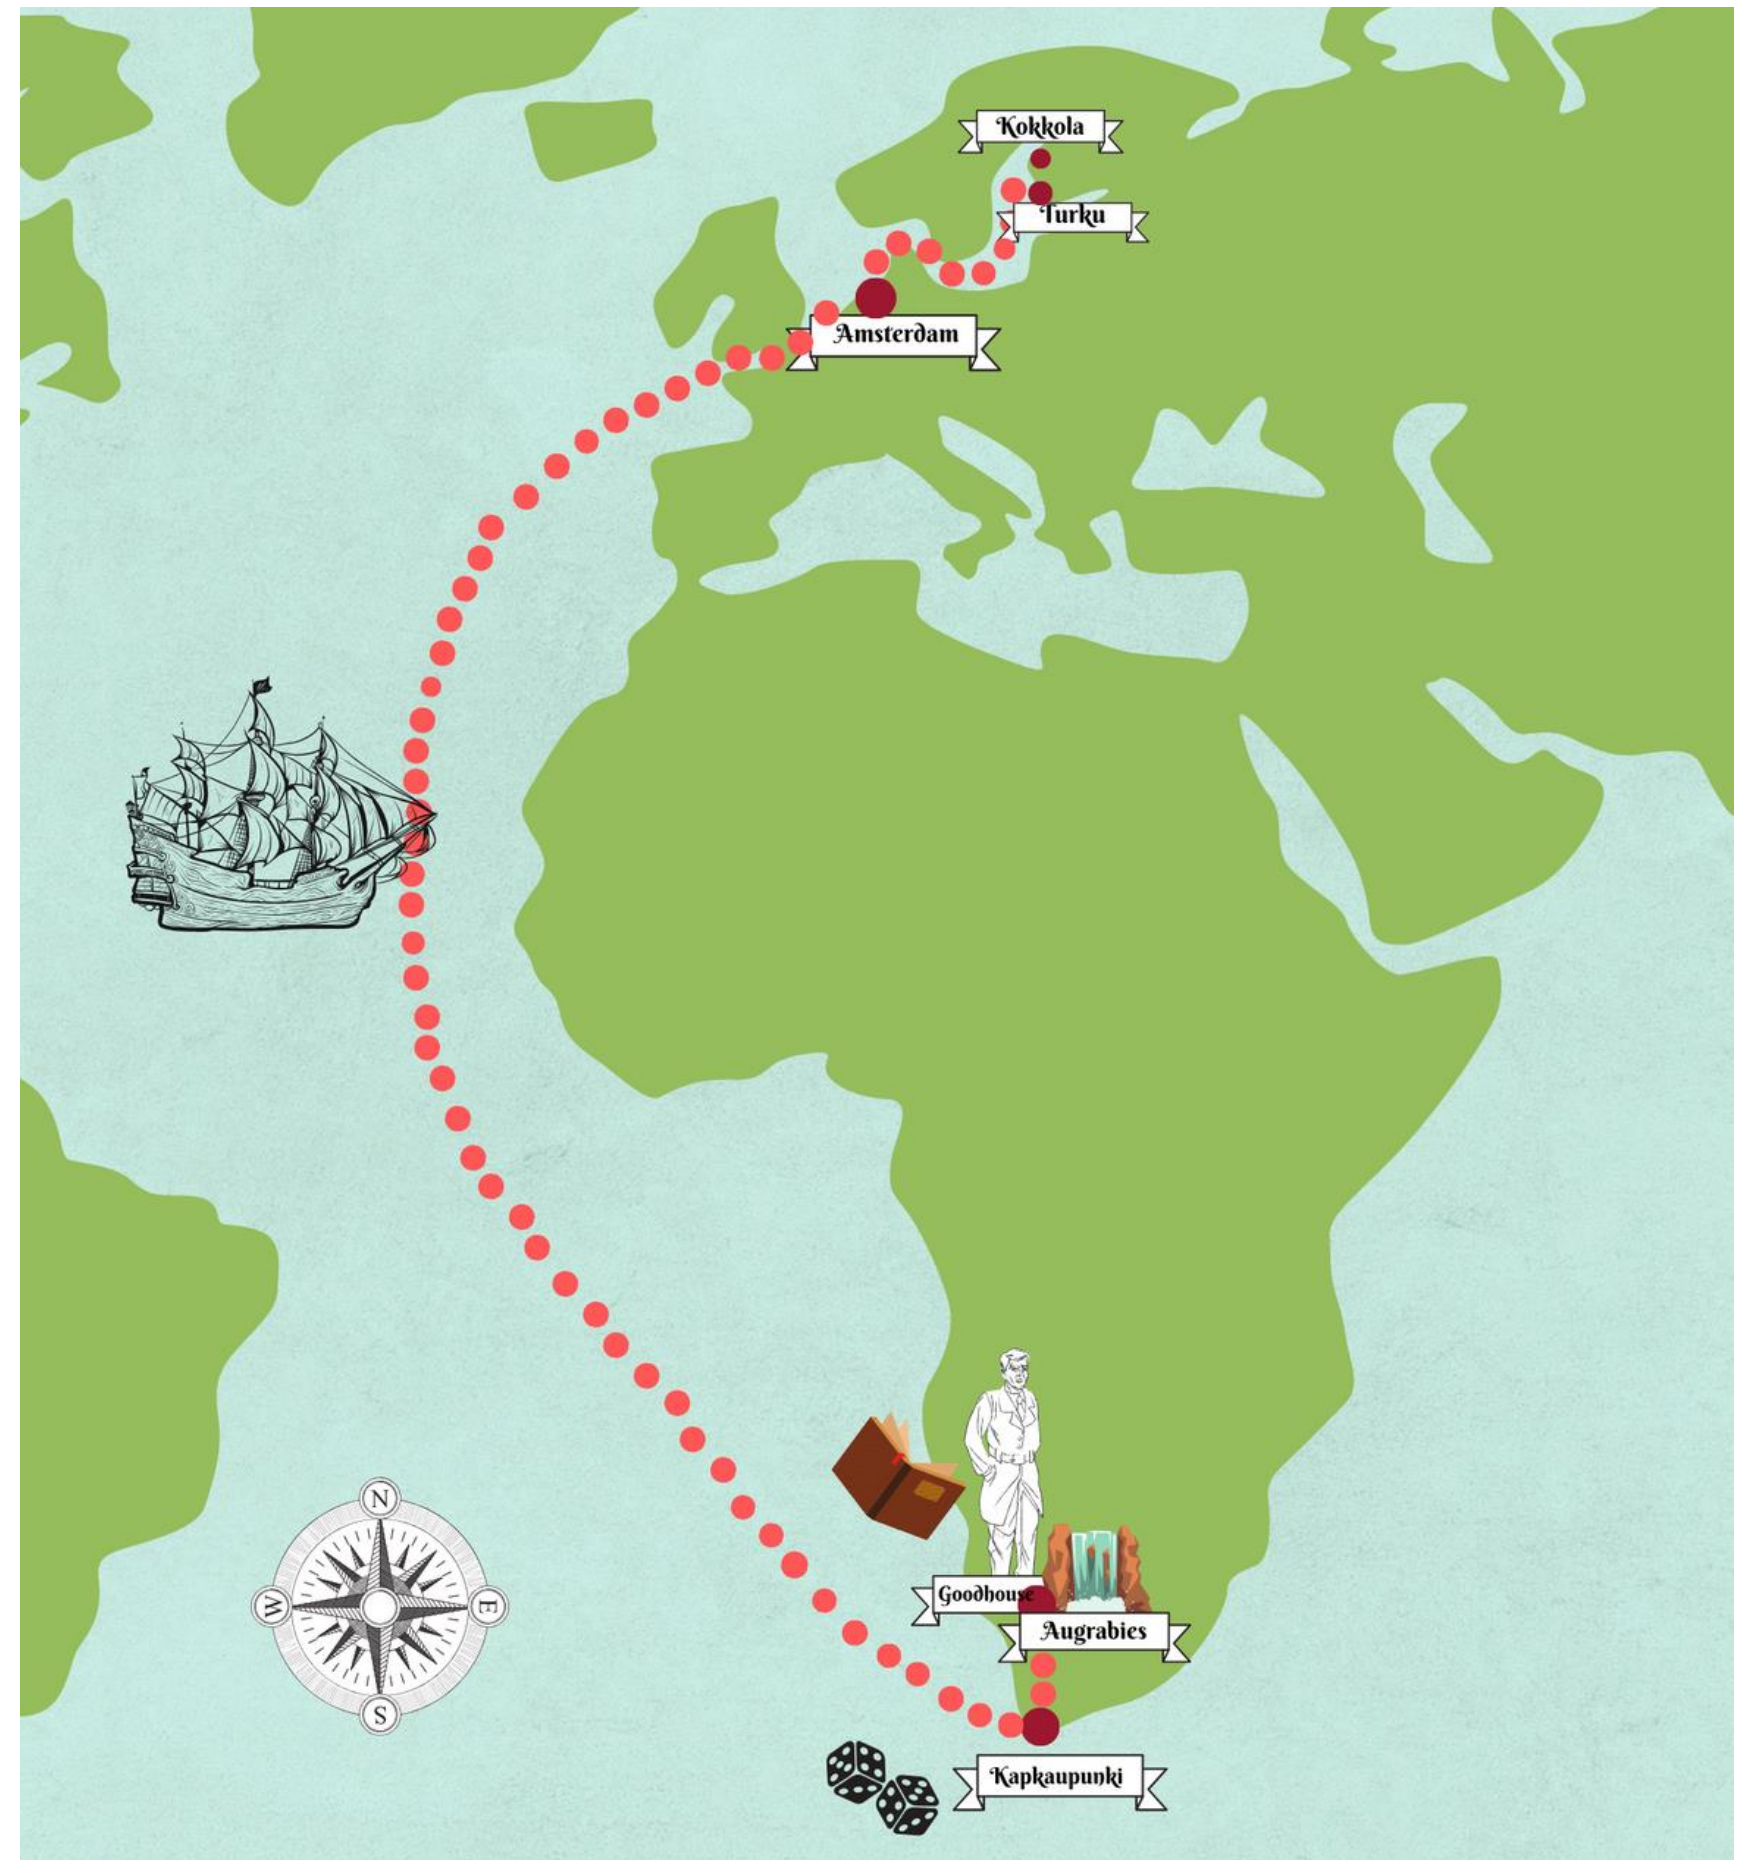 Kokkola
Turku
Amsterdam
N
W
E
S
Goodhouse
Augrabies
Kapkaupunki